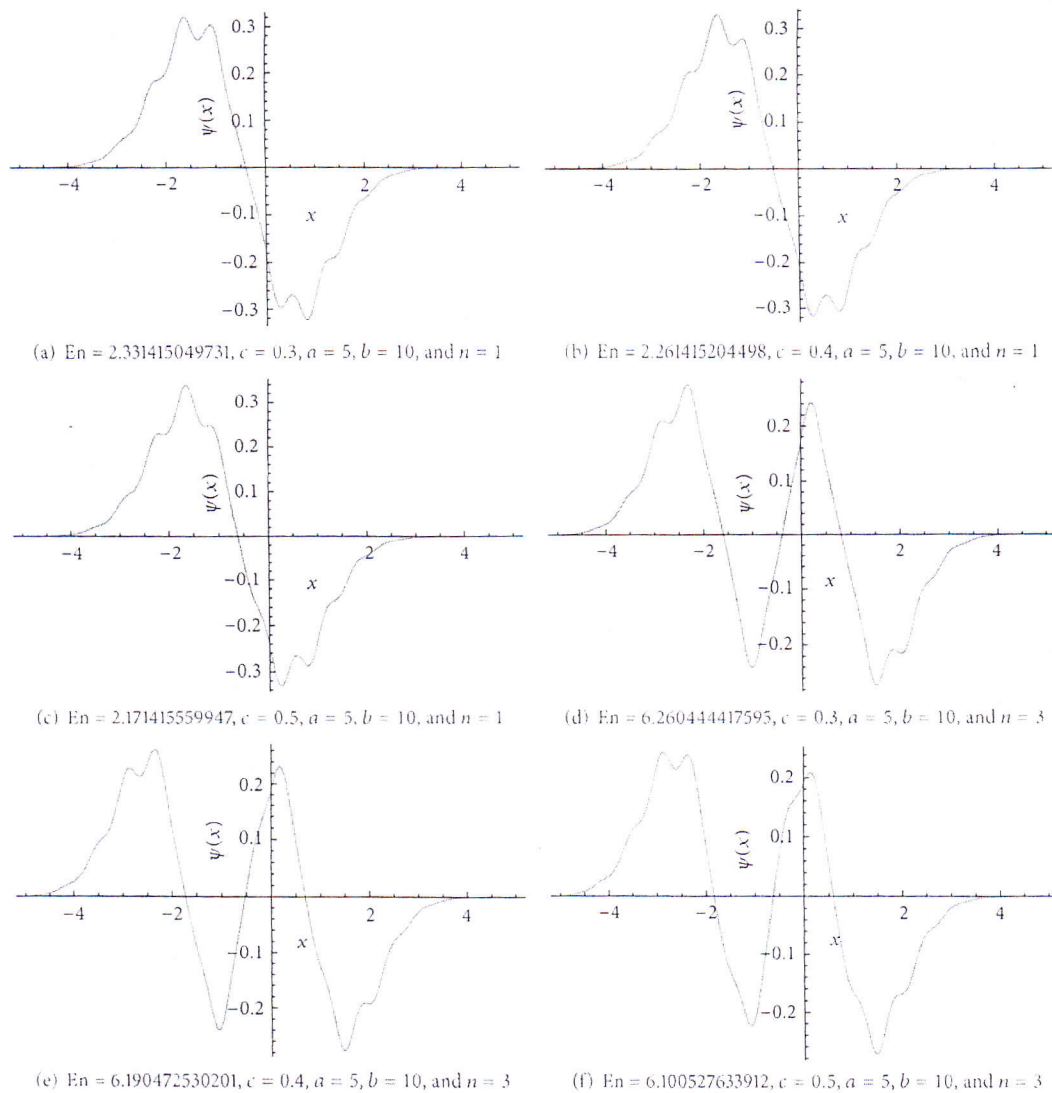 0.3
0.2
0.1
ψ(x)
−4 −2 2 4
−0.1
x
−0.2
−0.3
(a) En = 2.331415049731, c = 0.3, a = 5, b = 10, and n = 1
0.3
0.2
0.1
ψ(x)
−4 −2 2 4
−0.1
x
−0.2
−0.3
(b) En = 2.261415204498, c = 0.4, a = 5, b = 10, and n = 1
0.3
0.2
0.1
ψ(x)
−4 −2 2 4
−0.1
x
−0.2
−0.3
(c) En = 2.171415559947, c = 0.5, a = 5, b = 10, and n = 1
0.2
0.1
ψ(x)
−4 −2 2 4
x
−0.1
−0.2
(d) En = 6.260444417595, c = 0.3, a = 5, b = 10, and n = 3
0.2
0.1
ψ(x)
−4 −2 2 4
x
−0.1
−0.2
(e) En = 6.190472530201, c = 0.4, a = 5, b = 10, and n = 3
0.2
0.1
ψ(x)
−4 −2 2 4
x
−0.1
−0.2
(f) En = 6.100527633912, c = 0.5, a = 5, b = 10, and n = 3